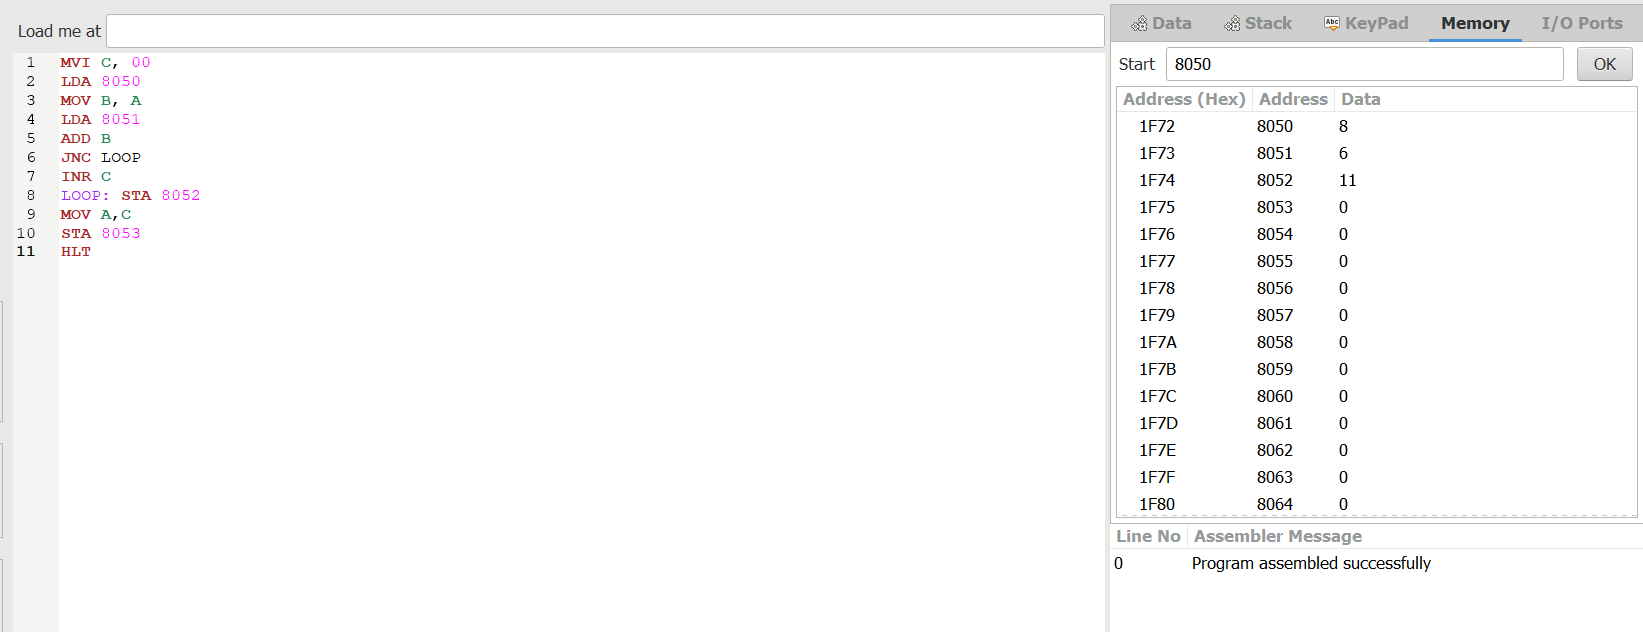 Load me at
1 MVI C, 00
2 LDA 8050
3 MOV B, A
4 LDA 8051
5 ADD B
6 JNC LOOP
7 INR C
8 LOOP: STA 8052
9 MOV A,C
10 STA 8053
11 HLT
Data Stack Abc KeyPad Memory I/O Ports
Start 8050 OK
Address (Hex) Address Data
1F72 8050 8
1F73 8051 6
1F74 8052 11
1F75 8053 0
1F76 8054 0
1F77 8055 0
1F78 8056 0
1F79 8057 0
1F7A 8058 0
1F7B 8059 0
1F7C 8060 0
1F7D 8061 0
1F7E 8062 0
1F7F 8063 0
1F80 8064 0
Line No Assembler Message
0 Program assembled successfully